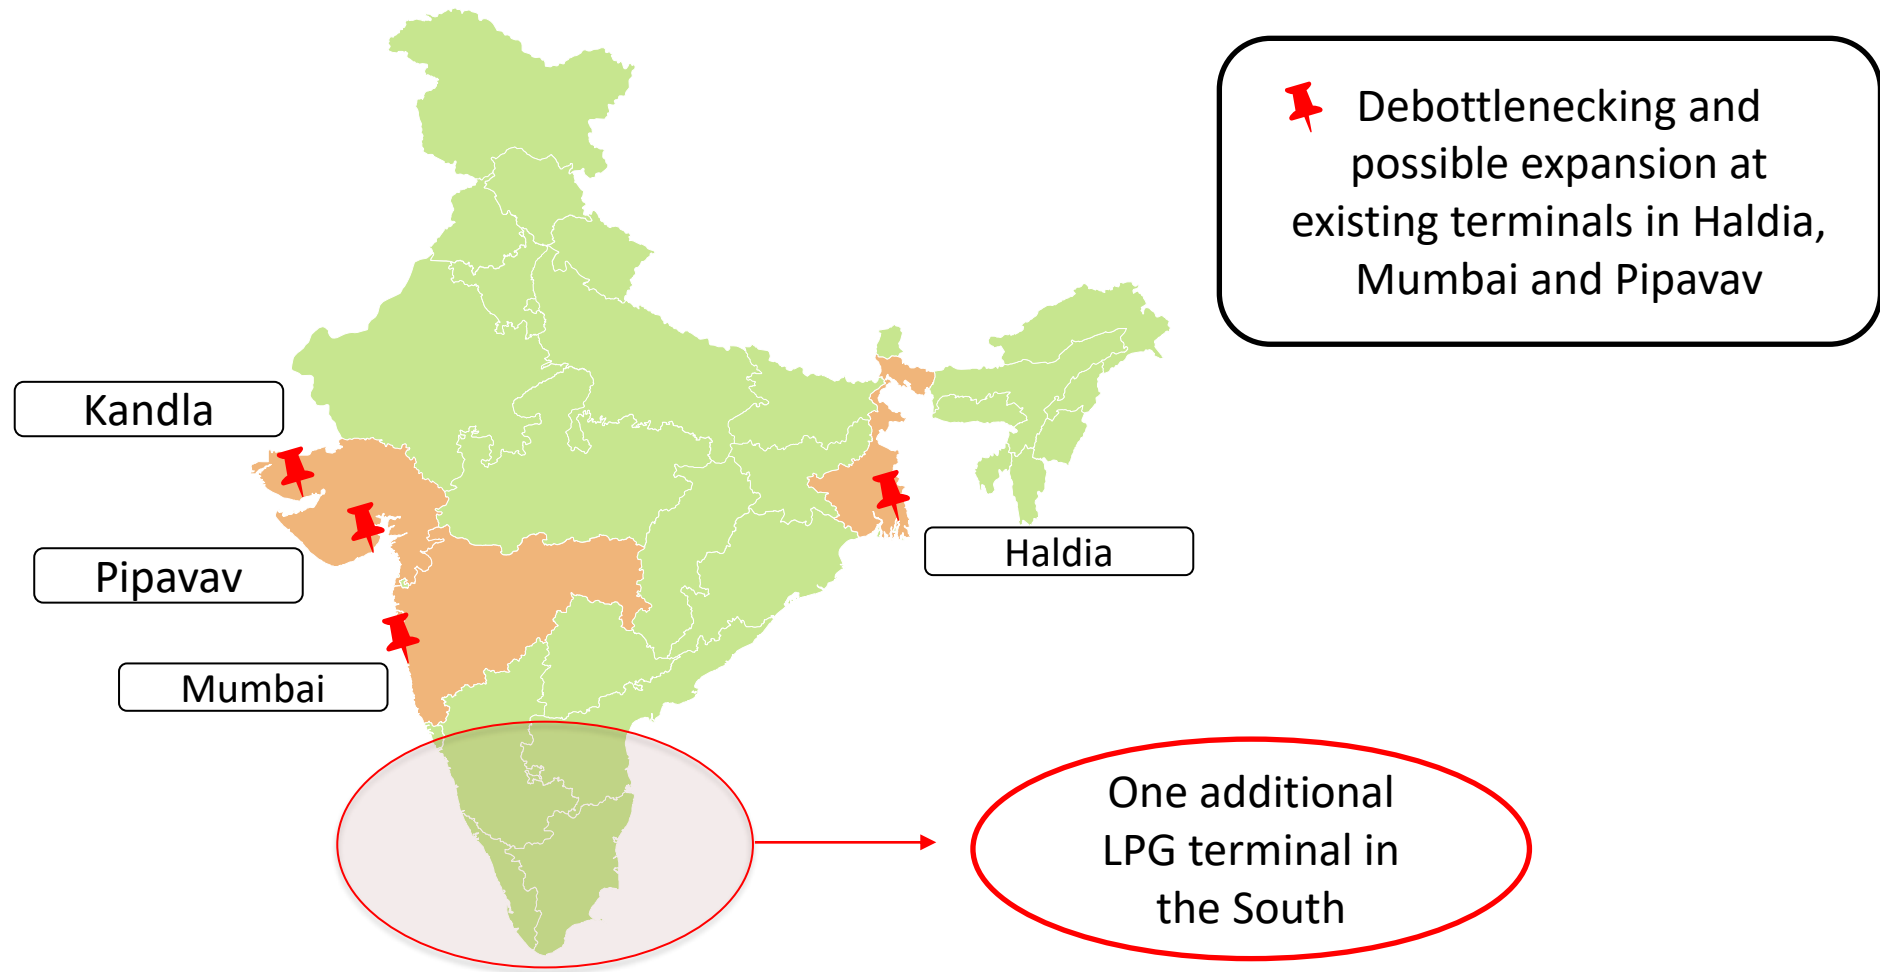 Debottlenecking and
possible expansion at
existing terminals in Haldia,
Mumbai and Pipavav
Kandla
Pipavav
Haldia
Mumbai
One additional
LPG terminal in
the South